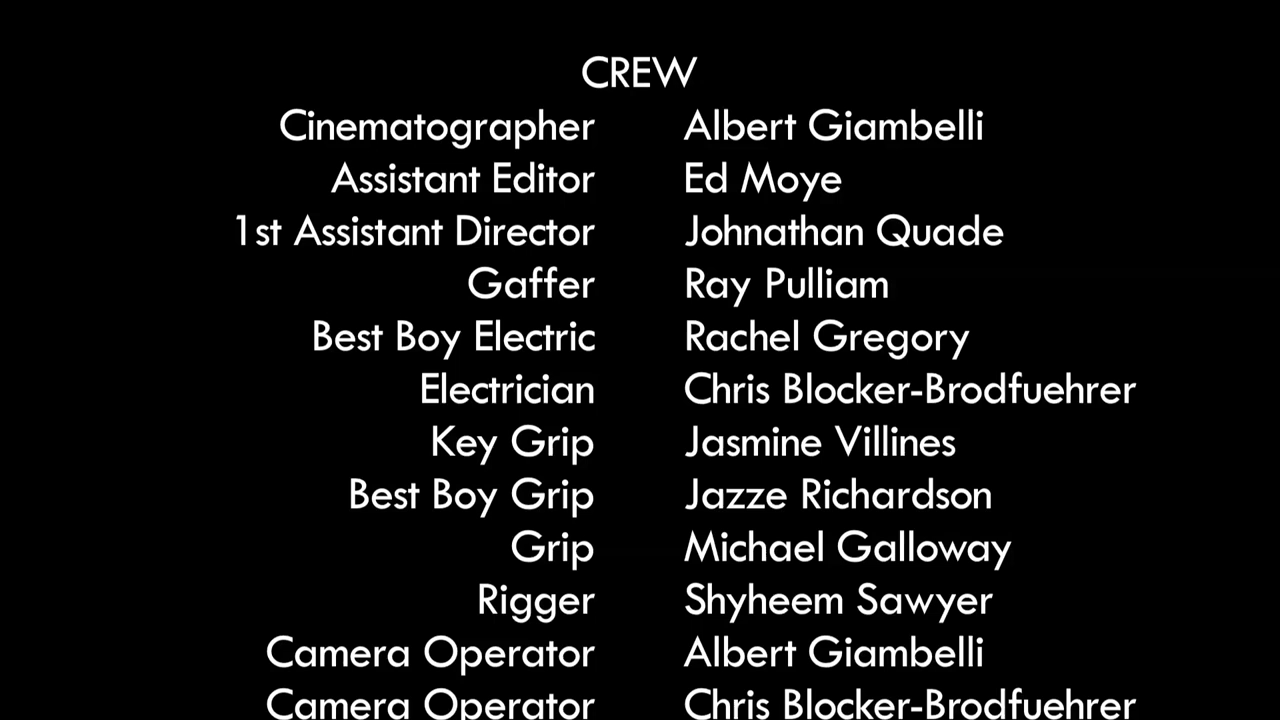 CREW
Cinematographer Albert Giambelli
Assistant Editor Ed Moye
1st Assistant Director Johnathan Quade
Gaffer Ray Pulliam
Best Boy Electric Rachel Gregory
Electrician Chris Blocker-Brodfuehrer
Key Grip Jasmine Villines
Best Boy Grip Jazze Richardson
Grip Michael Galloway
Rigger Shyheem Sawyer
Camera Operator Albert Giambelli
Camera Operator Chris Blocker-Brodfuehrer